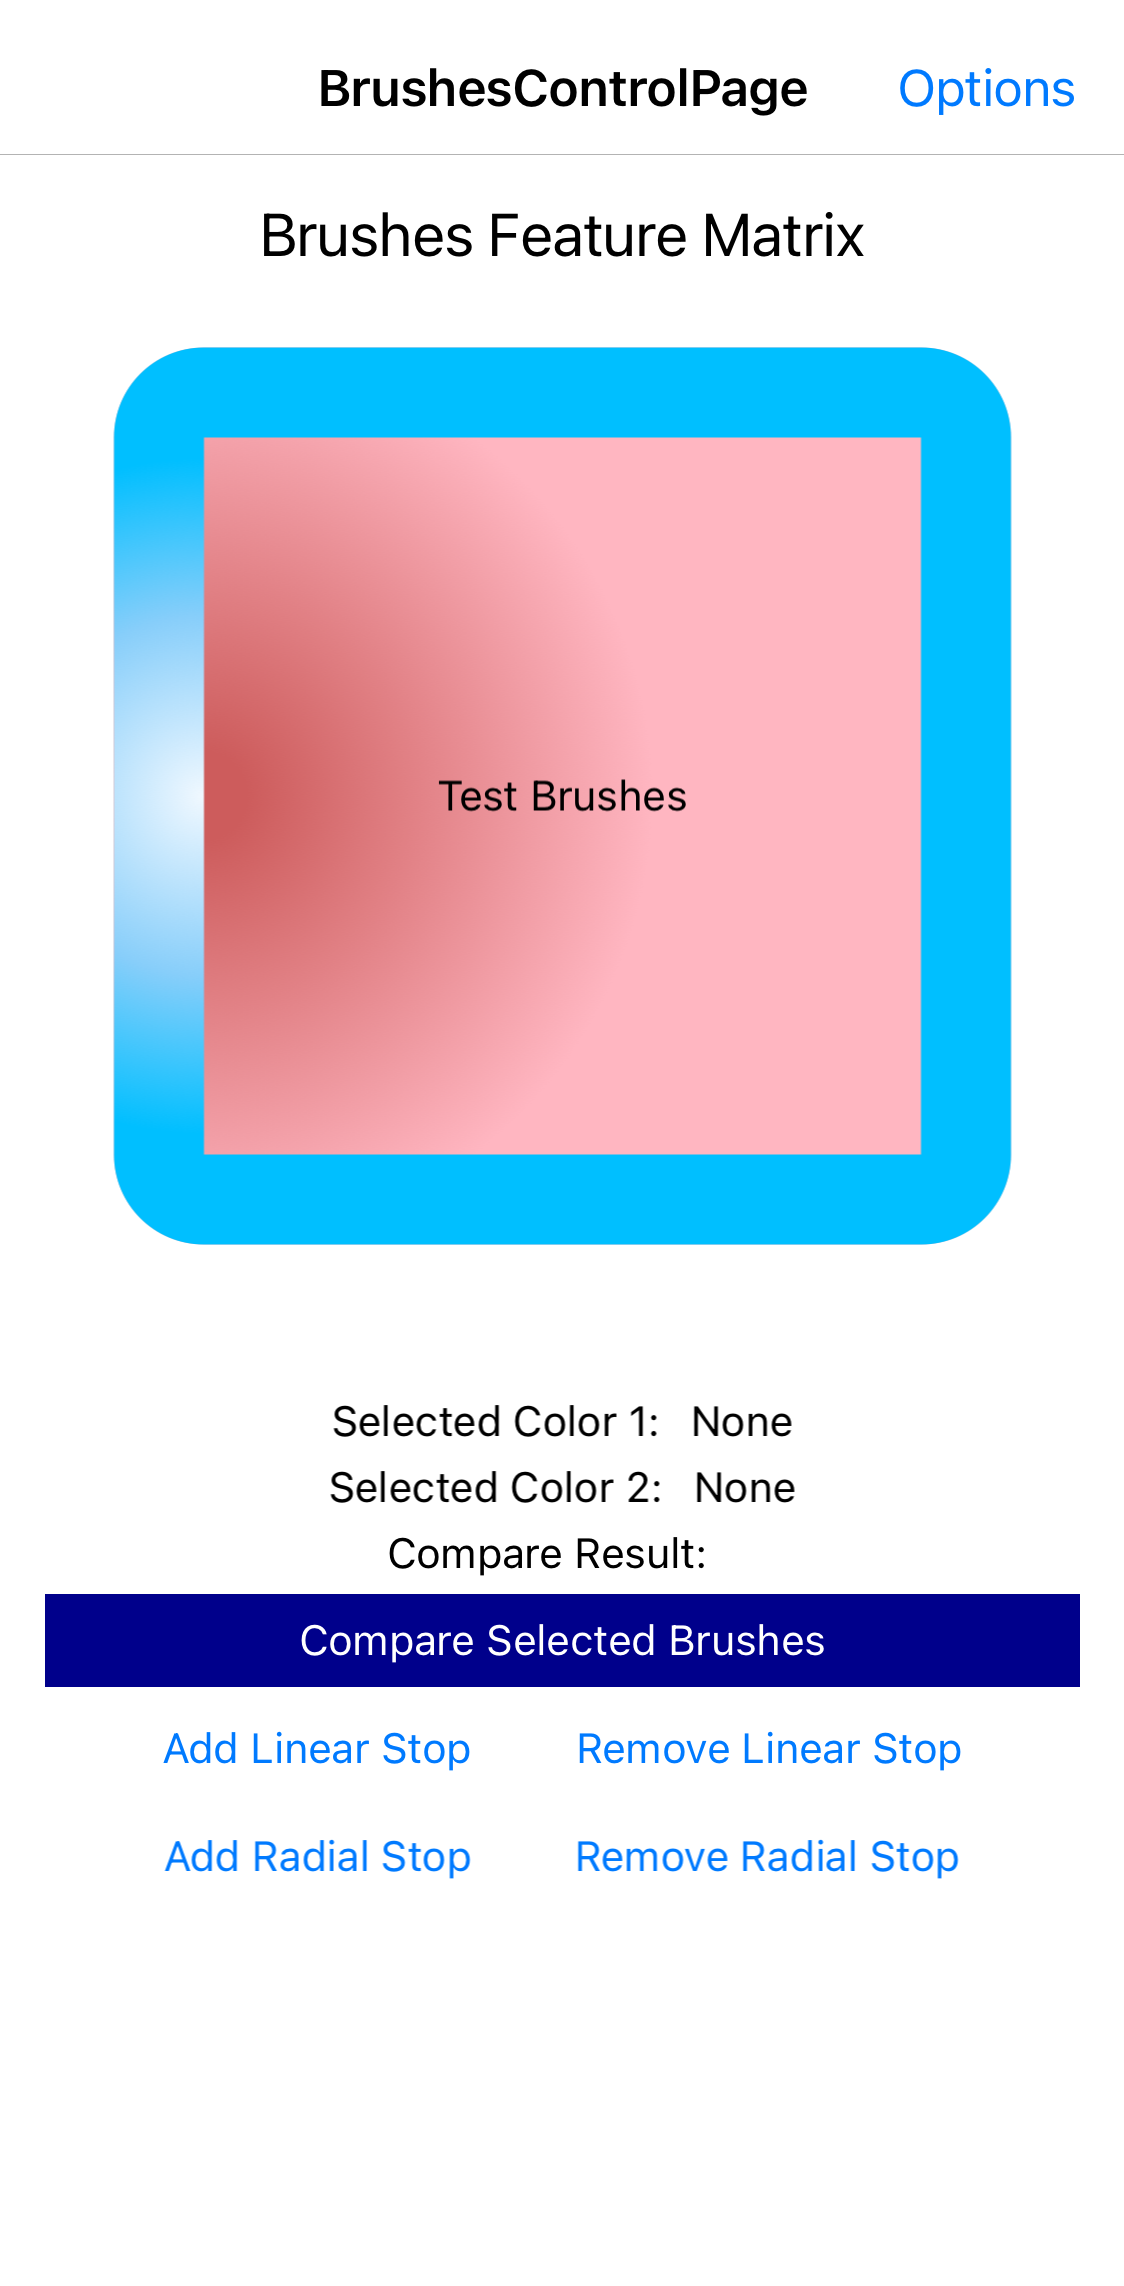 BrushesControlPage Options
Brushes Feature Matrix
Test Brushes
Selected Color 1: None
Selected Color 2: None
Compare Result:
Compare Selected Brushes
Add Linear Stop Remove Linear Stop
Add Radial Stop Remove Radial Stop